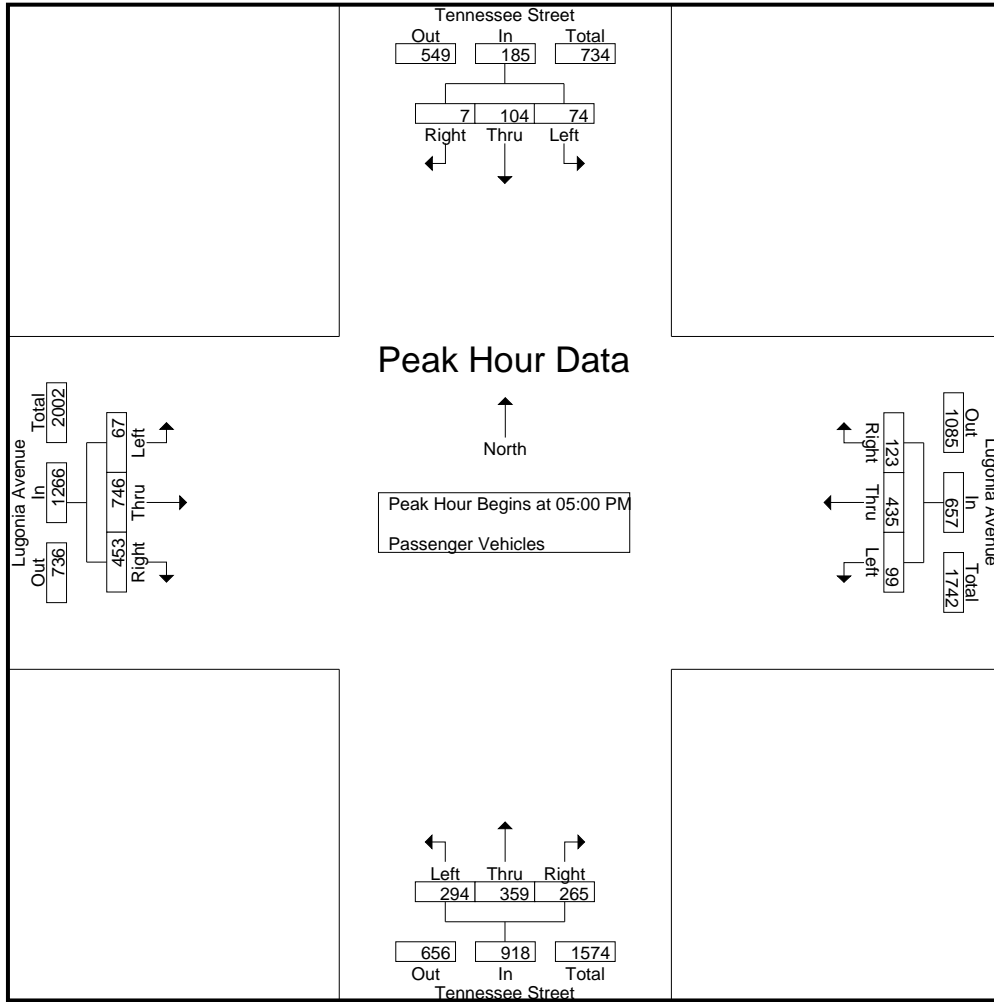 Tennessee Street
Out In Total
549 185 734
7 104 74
Right Thru Left
Peak Hour Data
North
Peak Hour Begins at 05:00 PM
Passenger Vehicles
Lugonia Avenue
Total In Out
2002 1266 736
67 746 453
Left Thru Right
Lugonia Avenue
Out In Total
1085 657 1742
123 435 99
Right Thru Left
Left Thru Right
294 359 265
656 918 1574
Out In Total
Tennessee Street